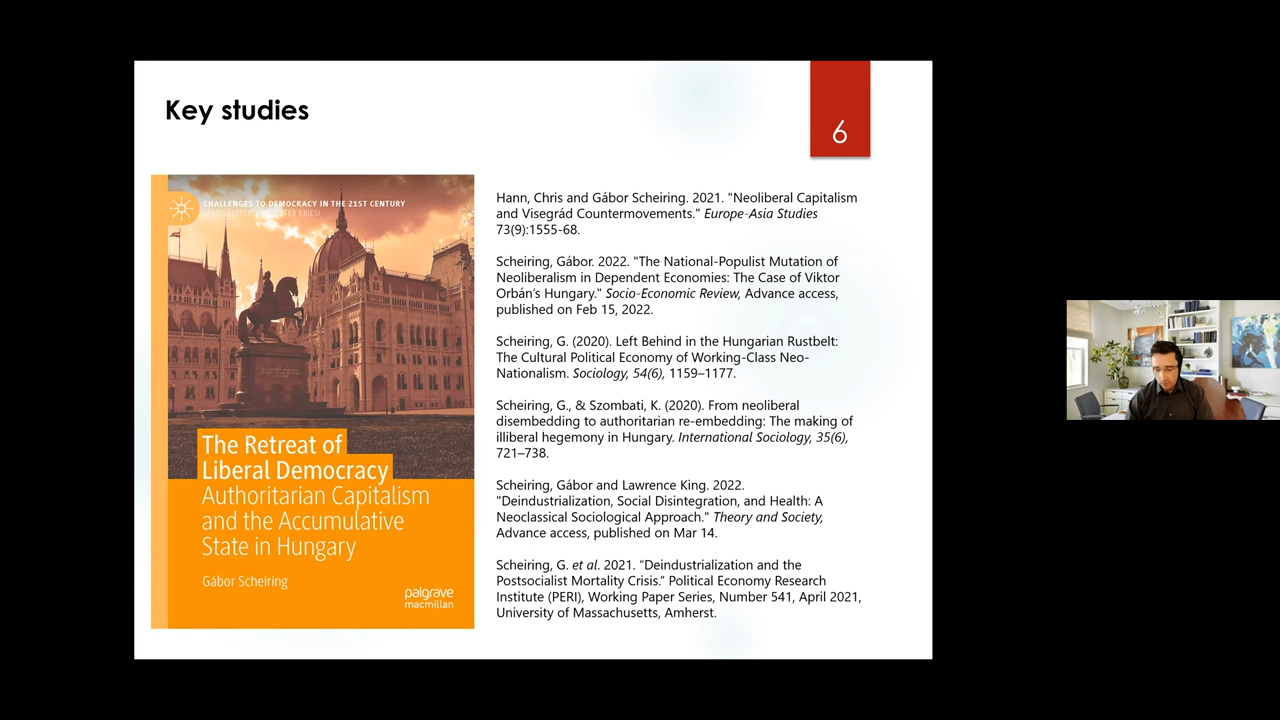 Key studies
6
CHALLENGES TO DEMOCRACY IN THE 21ST CENTURY
The Retreat of
Liberal Democracy
Authoritarian Capitalism
and the Accumulative
State in Hungary
Gábor Scheiring
palgrave
macmillan
Hann, Chris and Gábor Scheiring. 2021. "Neoliberal Capitalism
and Visegrád Countermovements." Europe-Asia Studies
73(9):1555-68.
Scheiring, Gábor. 2022. "The National-Populist Mutation of
Neoliberalism in Dependent Economies: The Case of Viktor
Orbán's Hungary." Socio-Economic Review, Advance access,
published on Feb 15, 2022.
Scheiring, G. (2020). Left Behind in the Hungarian Rustbelt:
The Cultural Political Economy of Working-Class Neo-
Nationalism. Sociology, 54(6), 1159–1177.
Scheiring, G., & Szombati, K. (2020). From neoliberal
disembedding to authoritarian re-embedding: The making of
illiberal hegemony in Hungary. International Sociology, 35(6),
721–738.
Scheiring, Gábor and Lawrence King. 2022.
"Deindustrialization, Social Disintegration, and Health: A
Neoclassical Sociological Approach." Theory and Society,
Advance access, published on Mar 14.
Scheiring, G. et al. 2021. "Deindustrialization and the
Postsocialist Mortality Crisis." Political Economy Research
Institute (PERI), Working Paper Series, Number 541, April 2021,
University of Massachusetts, Amherst.